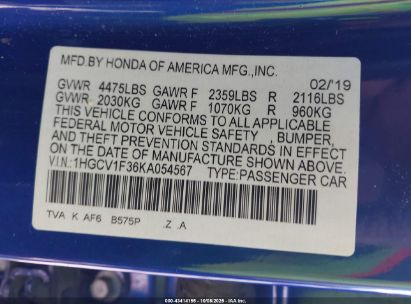 MFD.BY HONDA OF AMERICA MFG.,INC.
02/'19
GVWR 4475LBS GAWR F 2359LBS R 2116LBS
GVWR 2030KG GAWR F 1070KG R 960KG
THIS VEHICLE CONFORMS TO ALL APPLICABLE
FEDERAL MOTOR VEHICLE SAFETY , BUMPER,
AND THEFT PREVENTION STANDARDS IN EFFECT
ON THE DATE OF MANUFACTURE SHOWN ABOVE.
V.I.N:1HGCV1F36KA054567 TYPE:PASSENGER CAR
TVA K AF6 B575P .Z .A